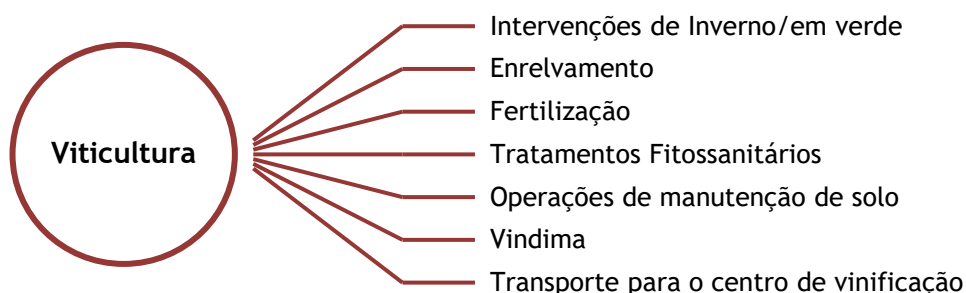 Intervenções de Inverno/em verde
Enrelvamento
Fertilização
Viticultura
Tratamentos Fitossanitários
Operações de manutenção de solo
Vindima
Transporte para o centro de vinificação